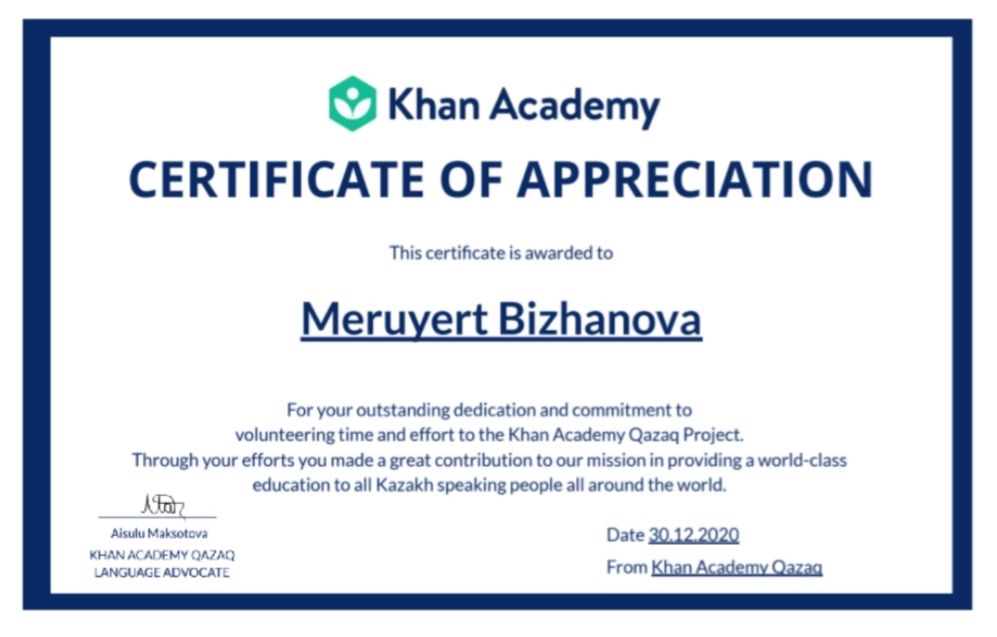 Khan Academy
CERTIFICATE OF APPRECIATION
This certificate is awarded to
Meruyert Bizhanova
For your outstanding dedication and commitment to
volunteering time and effort to the Khan Academy Qazaq Project.
Through your efforts you made a great contribution to our mission in providing a world-class
education to all Kazakh speaking people all around the world.
Aisulu Maksotova
KHAN ACADEMY QAZAQ
LANGUAGE ADVOCATE
Date 30.12.2020
From Khan Academy Qazaq